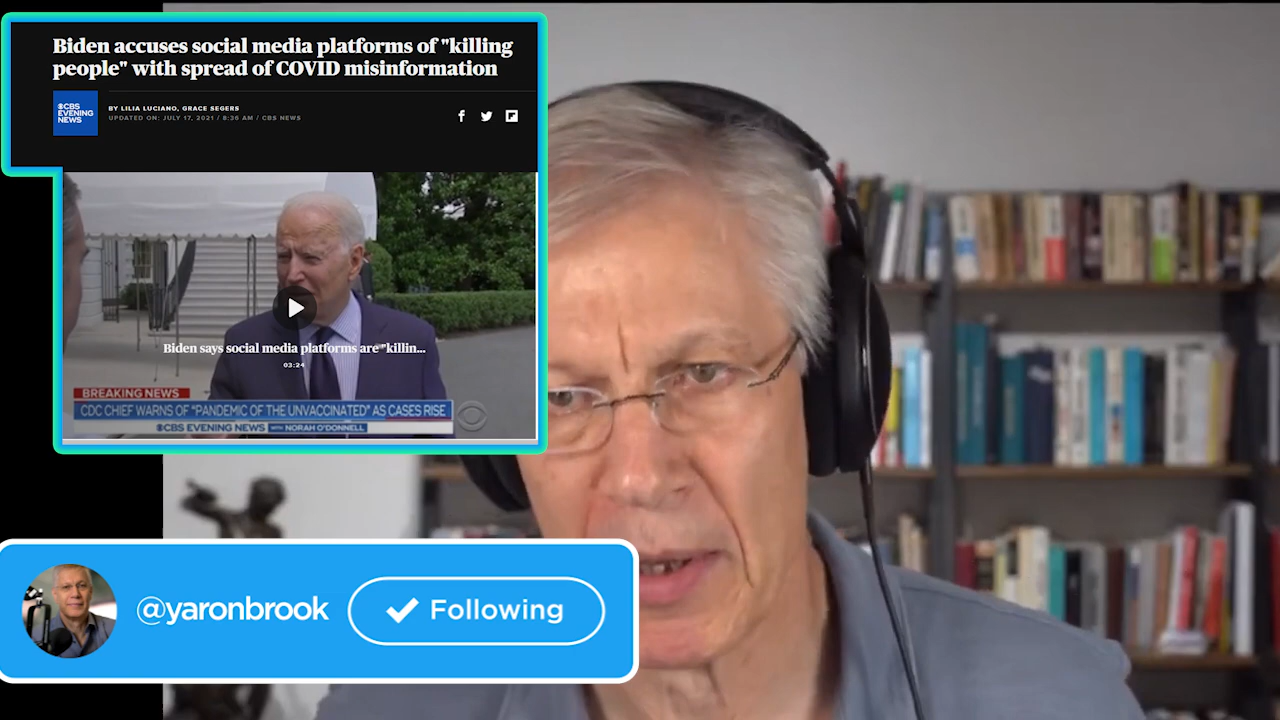 Biden accuses social media platforms of "killing
people" with spread of COVID misinformation
CBS
EVENING
NEWS
BY LILIA LUCIANO, GRACE SEGERS
UPDATED ON: JULY 17, 2021 / 8:36 AM / CBS NEWS
Biden says social media platforms are "killin...
03:24
BREAKING NEWS
CDC CHIEF WARNS OF "PANDEMIC OF THE UNVACCINATED" AS CASES RISE
CBS EVENING NEWS WITH NORAH O'DONNELL
@yaronbrook
Following